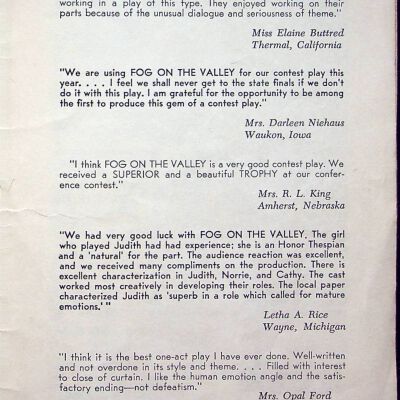 working in a play of this type. They enjoyed working on their
parts because of the unusual dialogue and seriousness of theme."
Miss Elaine Buttred
Thermal, California
"We are using FOG ON THE VALLEY for our contest play this
year. . . . I feel we shall never get to the state finals if we don't
do it with this play. I am grateful for the opportunity to be among
the first to produce this gem of a contest play."
Mrs. Darleen Niehaus
Waukon, Iowa
"I think FOG ON THE VALLEY is a very good contest play. We
received a SUPERIOR and a beautiful TROPHY at our confer-
ence contest."
Mrs. R. L. King
Amherst, Nebraska
"We had very good luck with FOG ON THE VALLEY. The girl
who played Judith had had experience; she is an Honor Thespian
and a 'natural' for the part. The audience reaction was excellent,
and we received many compliments on the production. There is
excellent characterization in Judith, Norrie, and Cathy. The cast
worked most creatively in developing their roles. The local paper
characterized Judith as 'superb in a role which called for mature
emotions.' "
Letha A. Rice
Wayne, Michigan
"I think it is the best one-act play I have ever done. Well-written
and not overdone in its style and theme. . . . Filled with interest
to close of curtain. I like the human emotion angle and the satis-
factory ending—not defeatism."
Mrs. Opal Ford